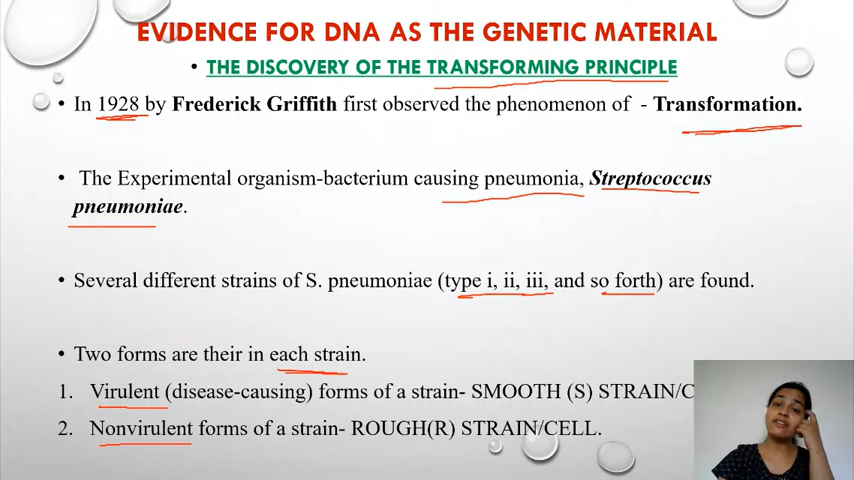 EVIDENCE FOR DNA AS THE GENETIC MATERIAL
• THE DISCOVERY OF THE TRANSFORMING PRINCIPLE
• In 1928 by Frederick Griffith first observed the phenomenon of - Transformation.
• The Experimental organism-bacterium causing pneumonia, Streptococcus
pneumoniae.
• Several different strains of S. pneumoniae (type i, ii, iii, and so forth) are found.
• Two forms are their in each strain.
1. Virulent (disease-causing) forms of a strain- SMOOTH (S) STRAIN/C
2. Nonvirulent forms of a strain- ROUGH(R) STRAIN/CELL.